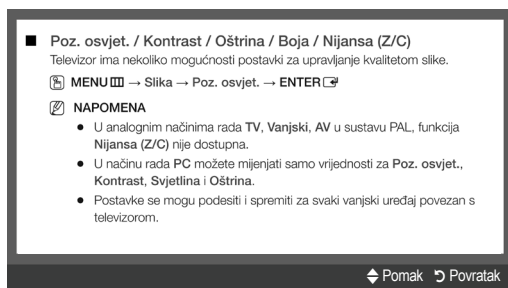 ■ Poz. osvjet. / Kontrast / Oštrina / Boja / Nijansa (Z/C)
Televizor ima nekoliko mogućnosti postavki za upravljanje kvalitetom slike.
MENU → Slika → Poz. osvjet. → ENTER
NAPOMENA
● U analognim načinima rada TV, Vanjski, AV u sustavu PAL, funkcija
Nijansa (Z/C) nije dostupna.
● U načinu rada PC možete mijenjati samo vrijednosti za Poz. osvjet.,
Kontrast, Svjetlina i Oštrina.
● Postavke se mogu podesiti i spremiti za svaki vanjski uređaj povezan s
televizorom.
Pomak Povratak